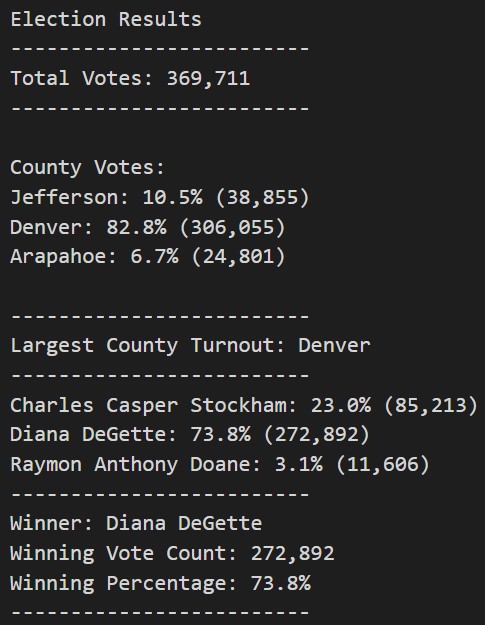 Election Results
-------------------------
Total Votes: 369,711
-------------------------
County Votes:
Jefferson: 10.5% (38,855)
Denver: 82.8% (306,055)
Arapahoe: 6.7% (24,801)
-------------------------
Largest County Turnout: Denver
-------------------------
Charles Casper Stockham: 23.0% (85,213)
Diana DeGette: 73.8% (272,892)
Raymon Anthony Doane: 3.1% (11,606)
-------------------------
Winner: Diana DeGette
Winning Vote Count: 272,892
Winning Percentage: 73.8%
-------------------------